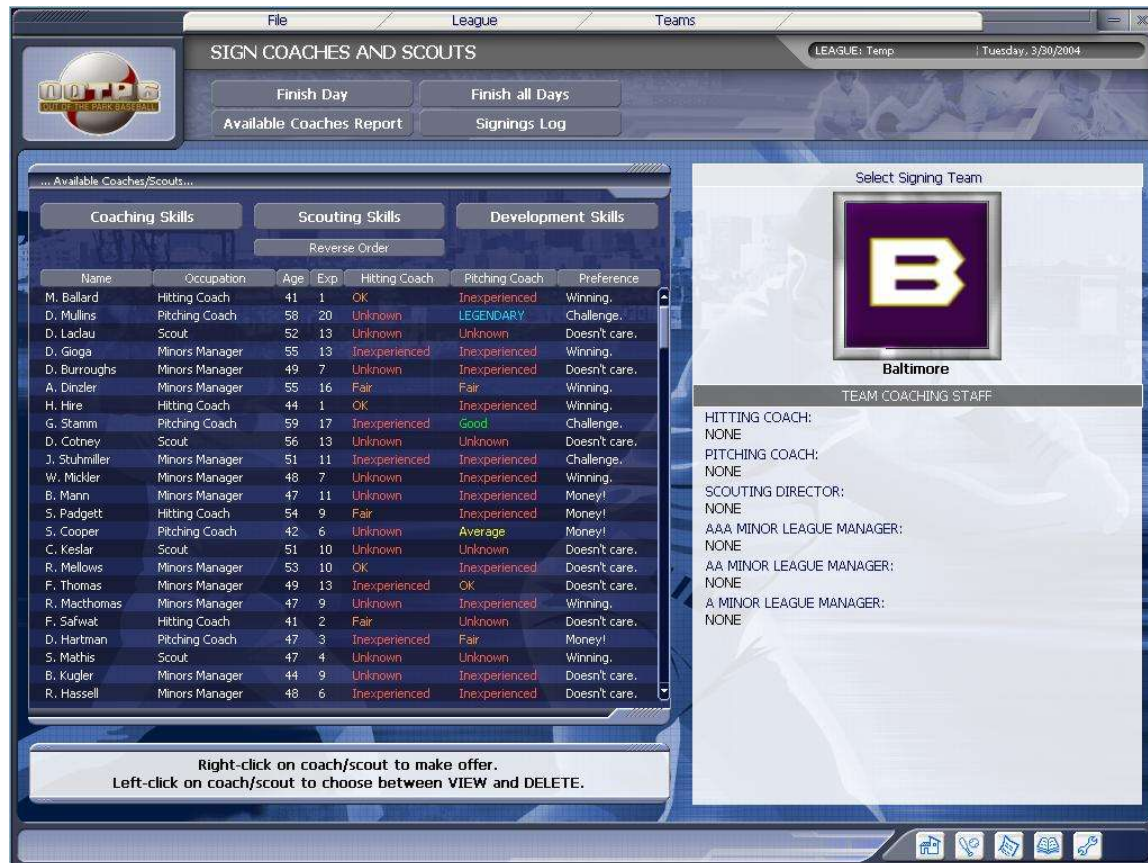 File League Teams
SIGN COACHES AND SCOUTS
LEAGUE: Temp Tuesday, 3/30/2004
OOTP6
OUT OF THE PARK BASEBALL
Finish Day Finish all Days
Available Coaches Report Signings Log
... Available Coaches/Scouts...
Coaching Skills Scouting Skills Development Skills
Reverse Order
Name Occupation Age Exp Hitting Coach Pitching Coach Preference
M. Ballard Hitting Coach 41 1 OK Inexperienced Winning.
D. Mullins Pitching Coach 58 20 Unknown LEGENDARY Challenge.
D. Laclau Scout 52 13 Unknown Unknown Doesn't care.
D. Gioga Minors Manager 55 13 Inexperienced Inexperienced Winning.
D. Burroughs Minors Manager 49 7 Unknown Inexperienced Doesn't care.
A. Dinzler Minors Manager 55 16 Fair Fair Winning.
H. Hire Hitting Coach 44 1 OK Inexperienced Winning.
G. Stamm Pitching Coach 59 17 Inexperienced Good Challenge.
D. Cotney Scout 56 13 Unknown Unknown Doesn't care.
J. Stuhmiller Minors Manager 51 11 Inexperienced Inexperienced Challenge.
W. Mickler Minors Manager 48 7 Unknown Inexperienced Winning.
B. Mann Minors Manager 47 11 Unknown Inexperienced Money!
S. Padgett Hitting Coach 54 9 Fair Inexperienced Money!
S. Cooper Pitching Coach 42 6 Unknown Average Money!
C. Keslar Scout 51 10 Unknown Unknown Doesn't care.
R. Mellows Minors Manager 53 10 OK Inexperienced Doesn't care.
F. Thomas Minors Manager 49 13 Inexperienced OK Doesn't care.
R. Macthomas Minors Manager 47 9 Unknown Inexperienced Winning.
F. Safwat Hitting Coach 41 2 Fair Unknown Doesn't care.
D. Hartman Pitching Coach 47 3 Inexperienced Fair Money!
S. Mathis Scout 47 4 Unknown Unknown Winning.
B. Kugler Minors Manager 44 9 Unknown Inexperienced Doesn't care.
R. Hassell Minors Manager 48 6 Inexperienced Inexperienced Doesn't care.
Right-click on coach/scout to make offer.
Left-click on coach/scout to choose between VIEW and DELETE.
Select Signing Team
B
Baltimore
TEAM COACHING STAFF
HITTING COACH:
NONE
PITCHING COACH:
NONE
SCOUTING DIRECTOR:
NONE
AAA MINOR LEAGUE MANAGER:
NONE
AA MINOR LEAGUE MANAGER:
NONE
A MINOR LEAGUE MANAGER:
NONE